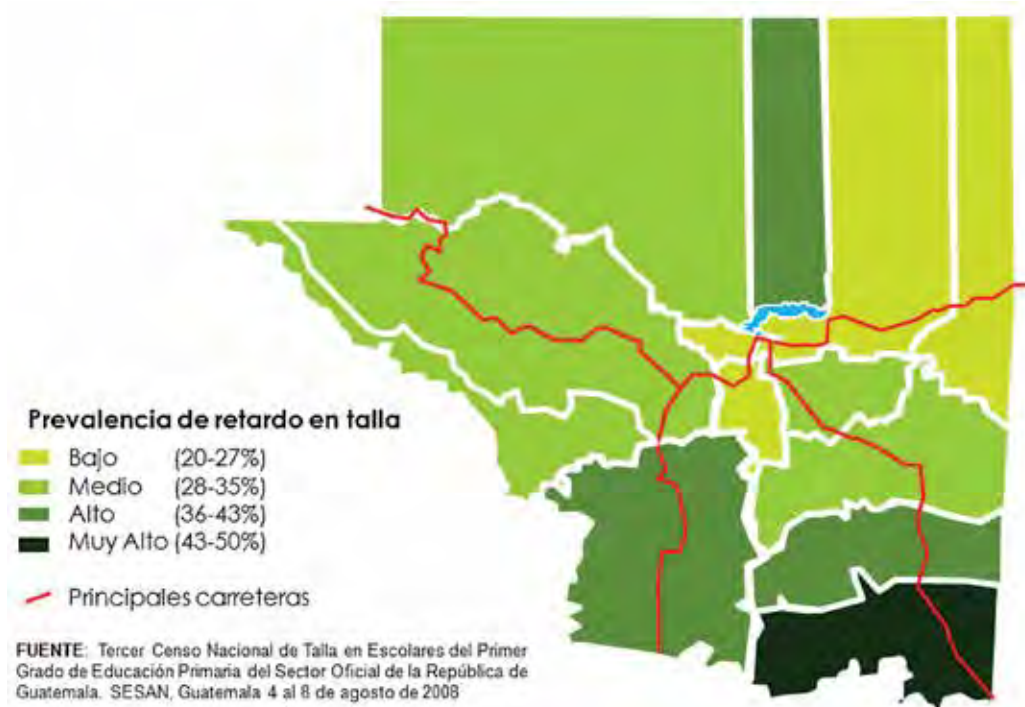 Prevalencia de retardo en talla
Bajo (20-27%)
Medio (28-35%)
Alto (36-43%)
Muy Alto (43-50%)
Principales carreteras
FUENTE: Tercer Censo Nacional de Talla en Escolares del Primer
Grado de Educación Primaria del Sector Oficial de la República de
Guatemala. SESAN, Guatemala 4 al 8 de agosto de 2008